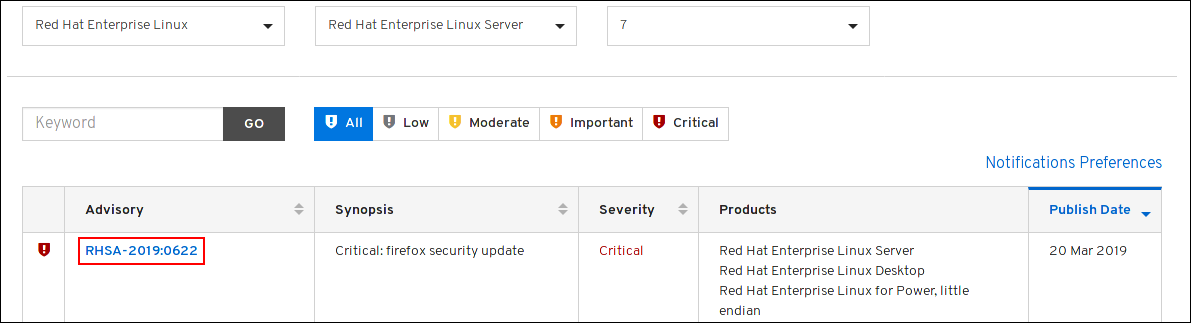 Red Hat Enterprise Linux Red Hat Enterprise Linux Server 7
Keyword GO All Low Moderate Important Critical
Notifications Preferences
Advisory Synopsis Severity Products Publish Date
RHSA-2019:0622 Critical: firefox security update Critical Red Hat Enterprise Linux Server 20 Mar 2019
Red Hat Enterprise Linux Desktop
Red Hat Enterprise Linux for Power, little
endian